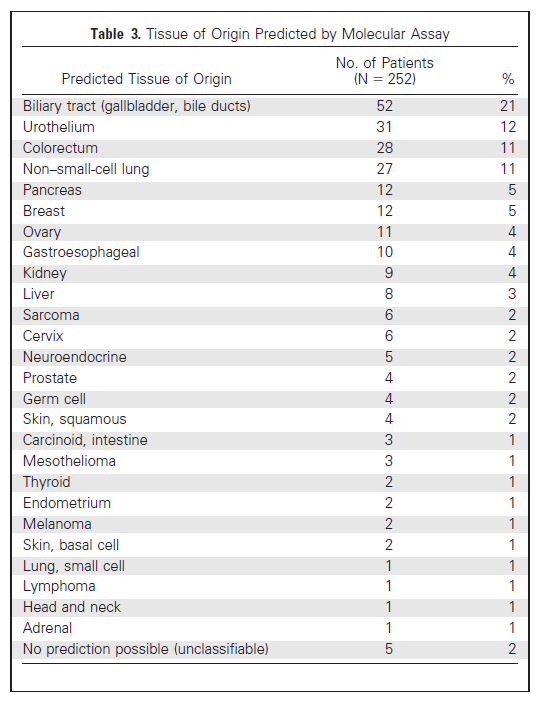 Table 3. Tissue of Origin Predicted by Molecular Assay
Predicted Tissue of Origin No. of Patients (N = 252) %
Biliary tract (gallbladder, bile ducts) 52 21
Urothelium 31 12
Colorectum 28 11
Non–small-cell lung 27 11
Pancreas 12 5
Breast 12 5
Ovary 11 4
Gastroesophageal 10 4
Kidney 9 4
Liver 8 3
Sarcoma 6 2
Cervix 6 2
Neuroendocrine 5 2
Prostate 4 2
Germ cell 4 2
Skin, squamous 4 2
Carcinoid, intestine 3 1
Mesothelioma 3 1
Thyroid 2 1
Endometrium 2 1
Melanoma 2 1
Skin, basal cell 2 1
Lung, small cell 1 1
Lymphoma 1 1
Head and neck 1 1
Adrenal 1 1
No prediction possible (unclassifiable) 5 2